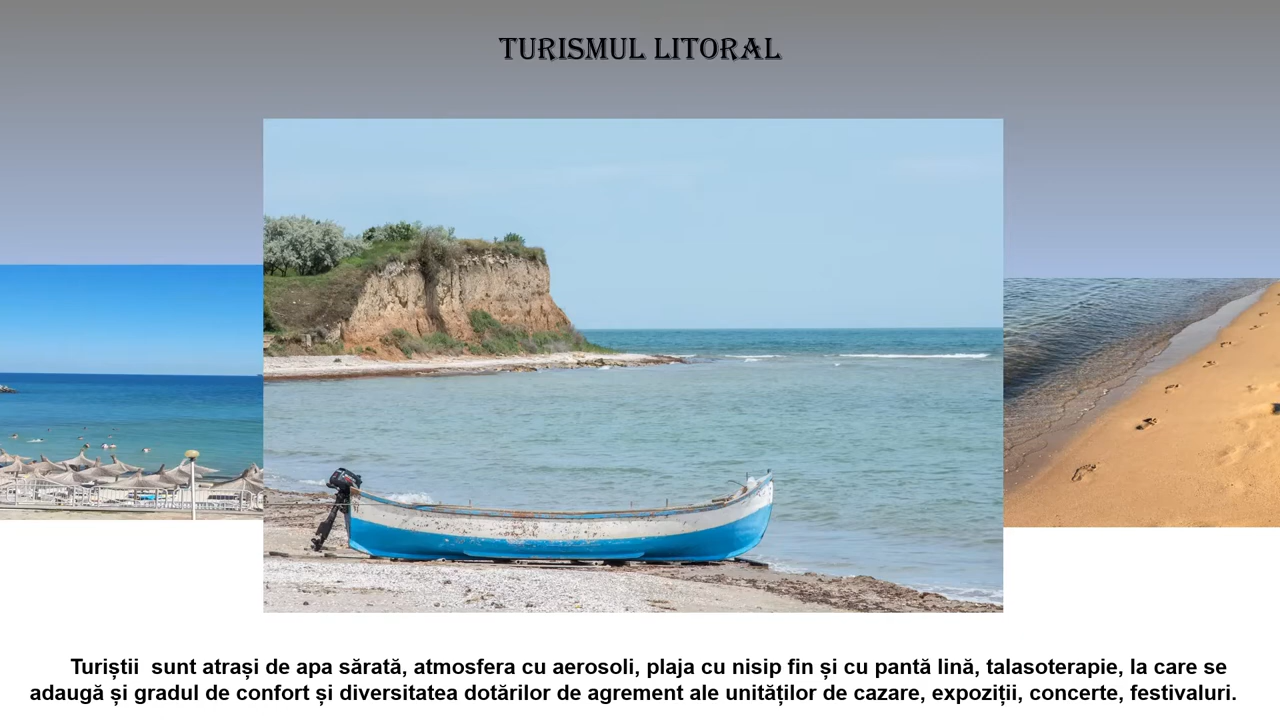 TURISMUL LITORAL
Turiștii  sunt atrași de apa sărată, atmosfera cu aerosoli, plaja cu nisip fin și cu pantă lină, talasoterapie, la care se
adaugă și gradul de confort și diversitatea dotărilor de agrement ale unităților de cazare, expoziții, concerte, festivaluri.